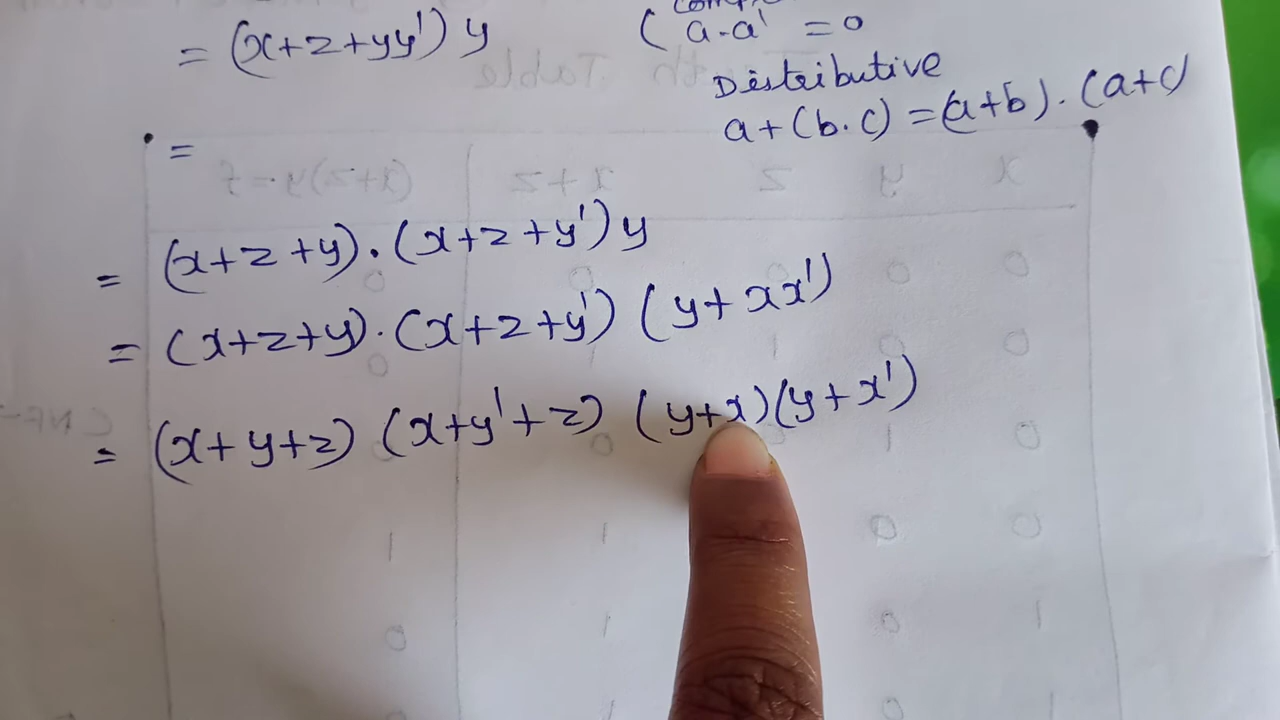 = (x+z+yy') y
( a.a' = 0
Distributive
a+(b.c) = (a+b) . (a+c)
=
= (x+z+y) . (x+z+y') y
= (x+z+y) . (x+z+y') (y+xx')
= (x+y+z) (x+y'+z) (y+x)(y+x')